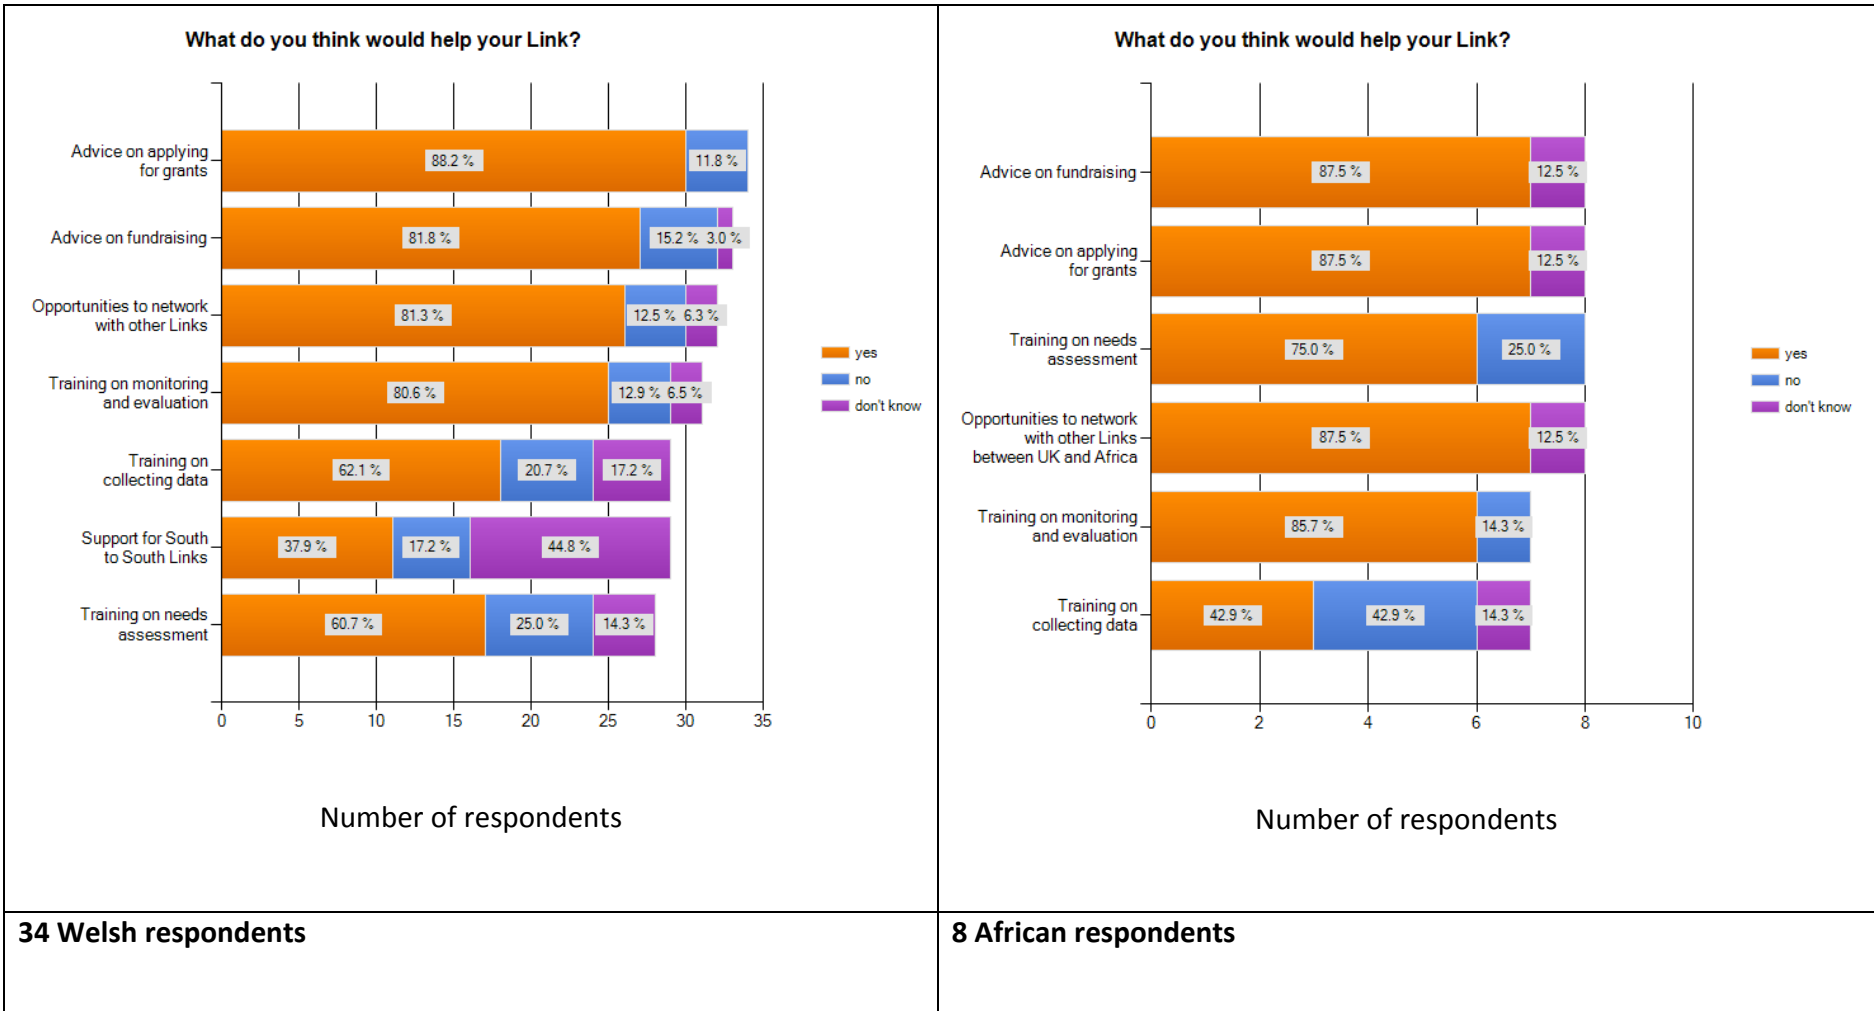 What do you think would help your Link?
Advice on applying
for grants
88.2 %
11.8 %
Advice on fundraising
81.8 %
15.2 %
3.0 %
Opportunities to network
with other Links
81.3 %
12.5 %
6.3 %
Training on monitoring
and evaluation
80.6 %
12.9 %
6.5 %
Training on
collecting data
62.1 %
20.7 %
17.2 %
Support for South
to South Links
37.9 %
17.2 %
44.8 %
Training on needs
assessment
60.7 %
25.0 %
14.3 %
0 5 10 15 20 25 30 35
yes
no
don't know
Number of respondents
34 Welsh respondents
What do you think would help your Link?
Advice on fundraising
87.5 %
12.5 %
Advice on applying
for grants
87.5 %
12.5 %
Training on needs
assessment
75.0 %
25.0 %
Opportunities to network
with other Links
between UK and Africa
87.5 %
12.5 %
Training on monitoring
and evaluation
85.7 %
14.3 %
Training on
collecting data
42.9 %
42.9 %
14.3 %
0 2 4 6 8 10
yes
no
don't know
Number of respondents
8 African respondents